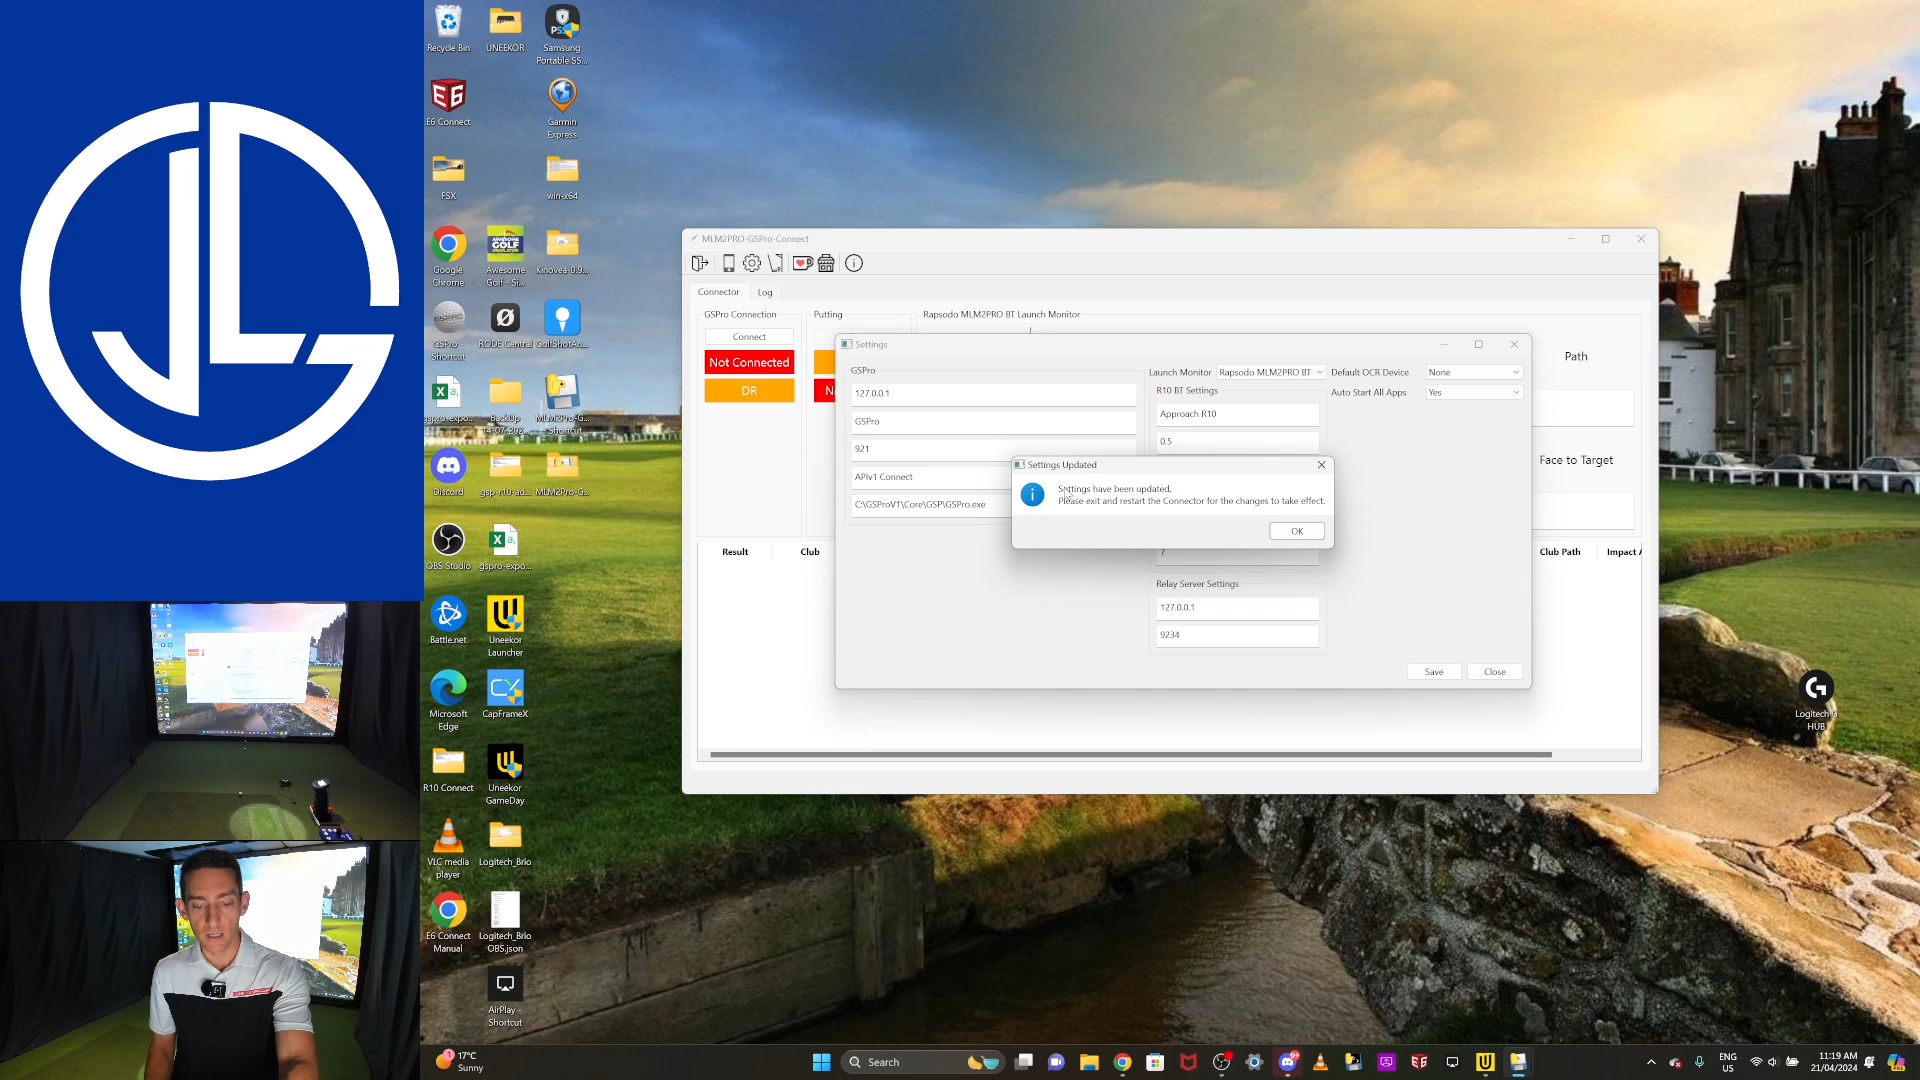 JLG
Recycle Bin
UNEEKOR
Samsung
Portable SS...
E6 Connect
Garmin
Express
FSX
win-x64
Google
Chrome
Awesome
Golf - Si...
Kinovea-0.9...
GSPro -
Shortcut
RODE Central
GolfShotAn...
gspro-expo...
BackUp
14-07-202...
MLM2Pro-G...
- Shortcut
Discord
gsp-r10-ad...
MLM2Pro-G...
OBS Studio
gspro-expo...
Battle.net
Uneekor
Launcher
Microsoft
Edge
CapFrameX
R10 Connect
Uneekor
GameDay
VLC media
player
Logitech_Brio
E6 Connect
Manual
Logitech_Brio
OBS.json
AirPlay -
Shortcut
Logitech G
HUB
MLM2PRO-GSPro-Connect
Connector
Log
GSPro Connection
Putting
Rapsodo MLM2PRO BT Launch Monitor
Connect
Not Connected
DR
Path
Face to Target
Result
Club
Club Path
Impact A
Settings
GSPro
127.0.0.1
GSPro
921
APIv1 Connect
C:\GSProV1\Core\GSP\GSPro.exe
Launch Monitor
Rapsodo MLM2PRO BT
Default OCR Device
None
R10 BT Settings
Auto Start All Apps
Yes
Approach R10
0.5
7
Relay Server Settings
127.0.0.1
9234
Save
Close
Settings Updated
Settings have been updated.
Please exit and restart the Connector for the changes to take effect.
OK
17°C
Sunny
Search
ENG
US
11:19 AM
21/04/2024